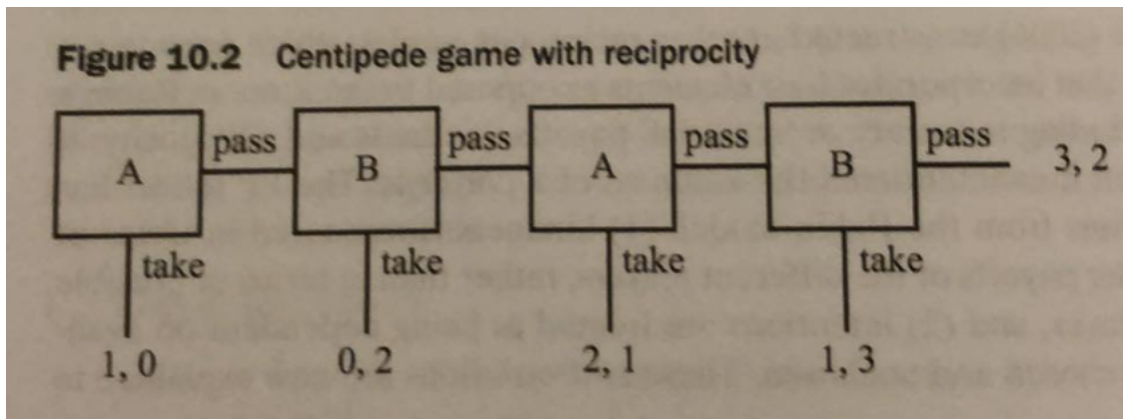 Figure 10.2 Centipede game with reciprocity
A pass B pass A pass B pass 3, 2
take take take take
1, 0 0, 2 2, 1 1, 3